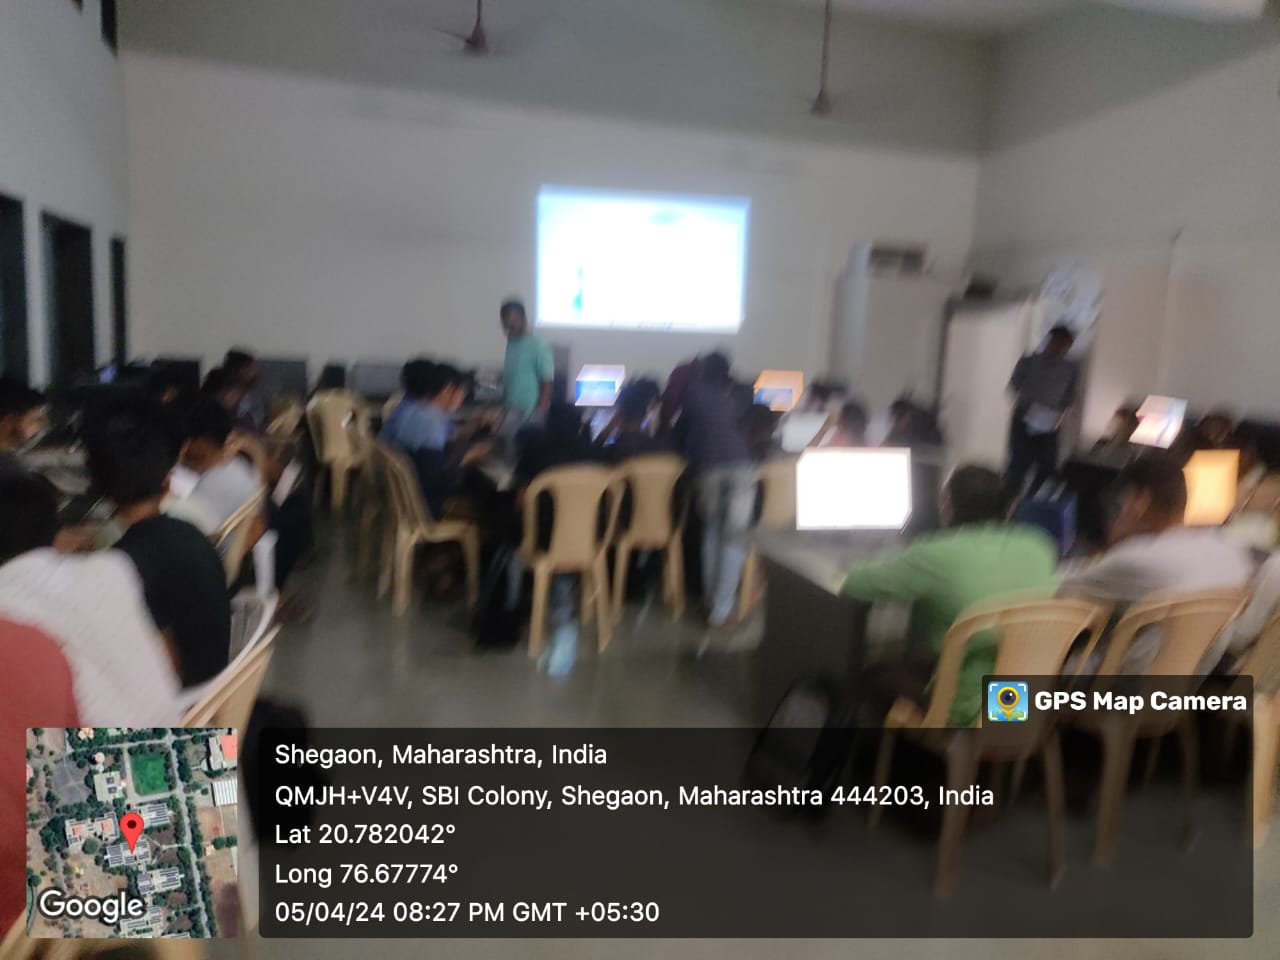 GPS Map Camera
Shegaon, Maharashtra, India
QMJH+V4V, SBI Colony, Shegaon, Maharashtra 444203, India
Lat 20.782042°
Long 76.67774°
05/04/24 08:27 PM GMT +05:30
Google